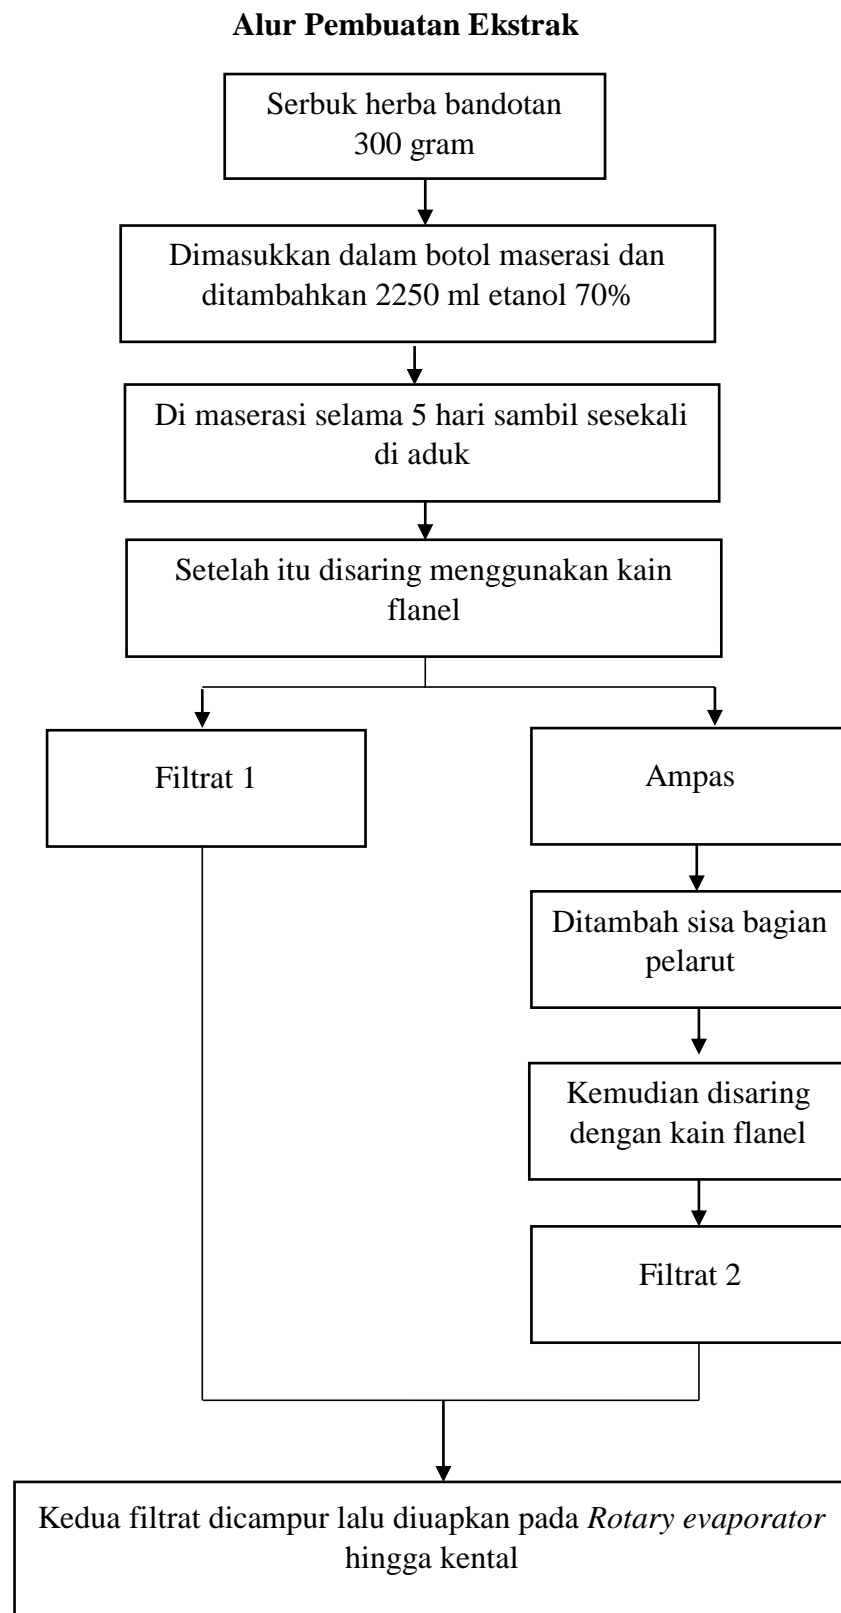 Alur Pembuatan Ekstrak
Serbuk herba bandotan
300 gram
Dimasukkan dalam botol maserasi dan
ditambahkan 2250 ml etanol 70%
Di maserasi selama 5 hari sambil sesekali
di aduk
Setelah itu disaring menggunakan kain
flanel
Filtrat 1
Ampas
Ditambah sisa bagian
pelarut
Kemudian disaring
dengan kain flanel
Filtrat 2
Kedua filtrat dicampur lalu diuapkan pada Rotary evaporator
hingga kental